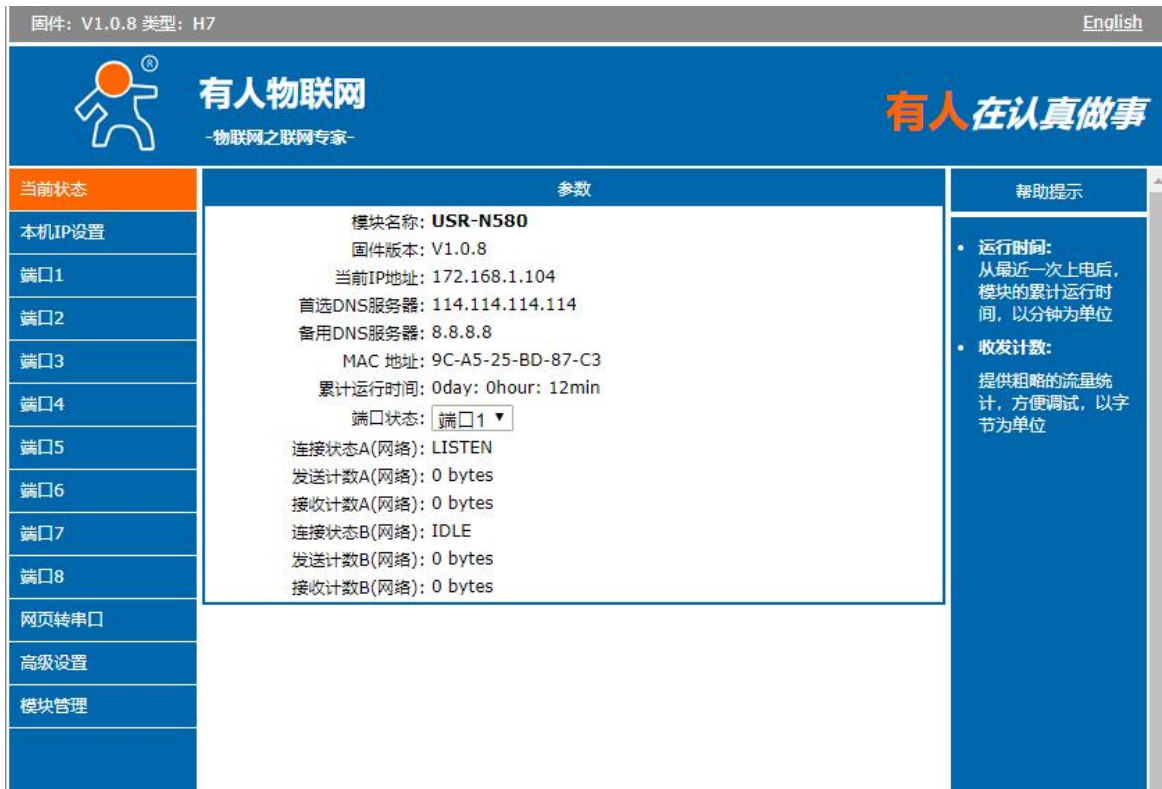 固件: V1.0.8 类型: H7
English
®
有人物联网
-物联网之联网专家-
有人在认真做事
当前状态
本机IP设置
端口1
端口2
端口3
端口4
端口5
端口6
端口7
端口8
网页转串口
高级设置
模块管理
参数
模块名称: USR-N580
固件版本: V1.0.8
当前IP地址: 172.168.1.104
首选DNS服务器: 114.114.114.114
备用DNS服务器: 8.8.8.8
MAC 地址: 9C-A5-25-BD-87-C3
累计运行时间: 0day: 0hour: 12min
端口状态: 端口1
连接状态A(网络): LISTEN
发送计数A(网络): 0 bytes
接收计数A(网络): 0 bytes
连接状态B(网络): IDLE
发送计数B(网络): 0 bytes
接收计数B(网络): 0 bytes
帮助提示
• 运行时间:
从最近一次上电后,
模块的累计运行时
间, 以分钟为单位
• 收发计数:
提供粗略的流量统
计, 方便调试, 以字
节为单位